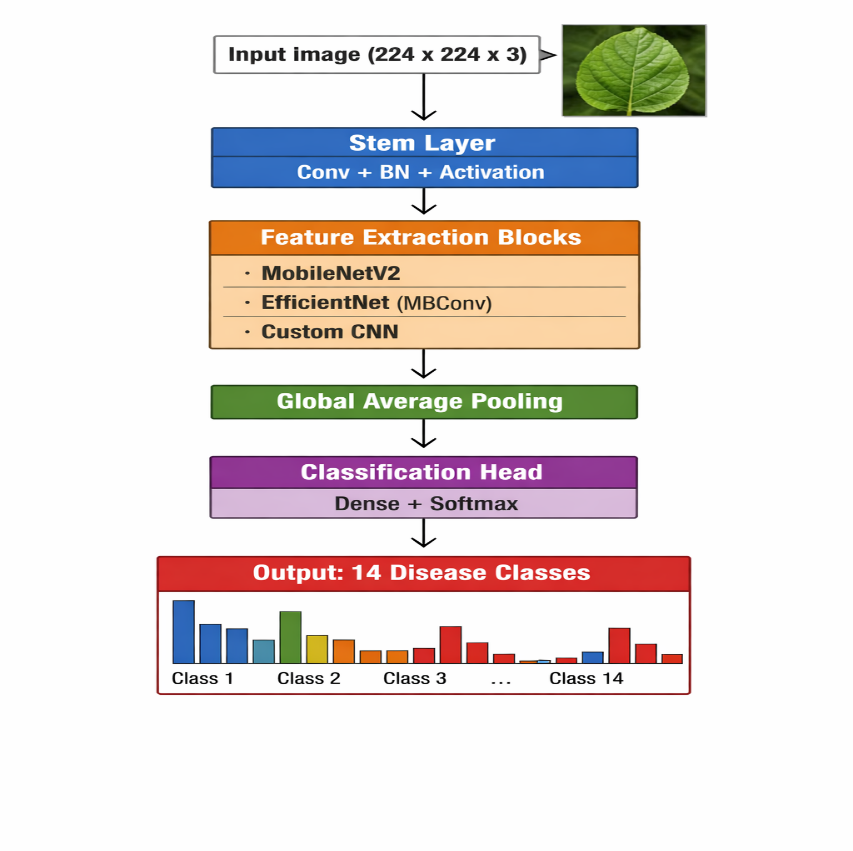 Input image (224 x 224 x 3)
Stem Layer
Conv + BN + Activation
Feature Extraction Blocks
· MobileNetV2
· EfficientNet (MBConv)
· Custom CNN
Global Average Pooling
Classification Head
Dense + Softmax
Output: 14 Disease Classes
Class 1 Class 2 Class 3 ... Class 14